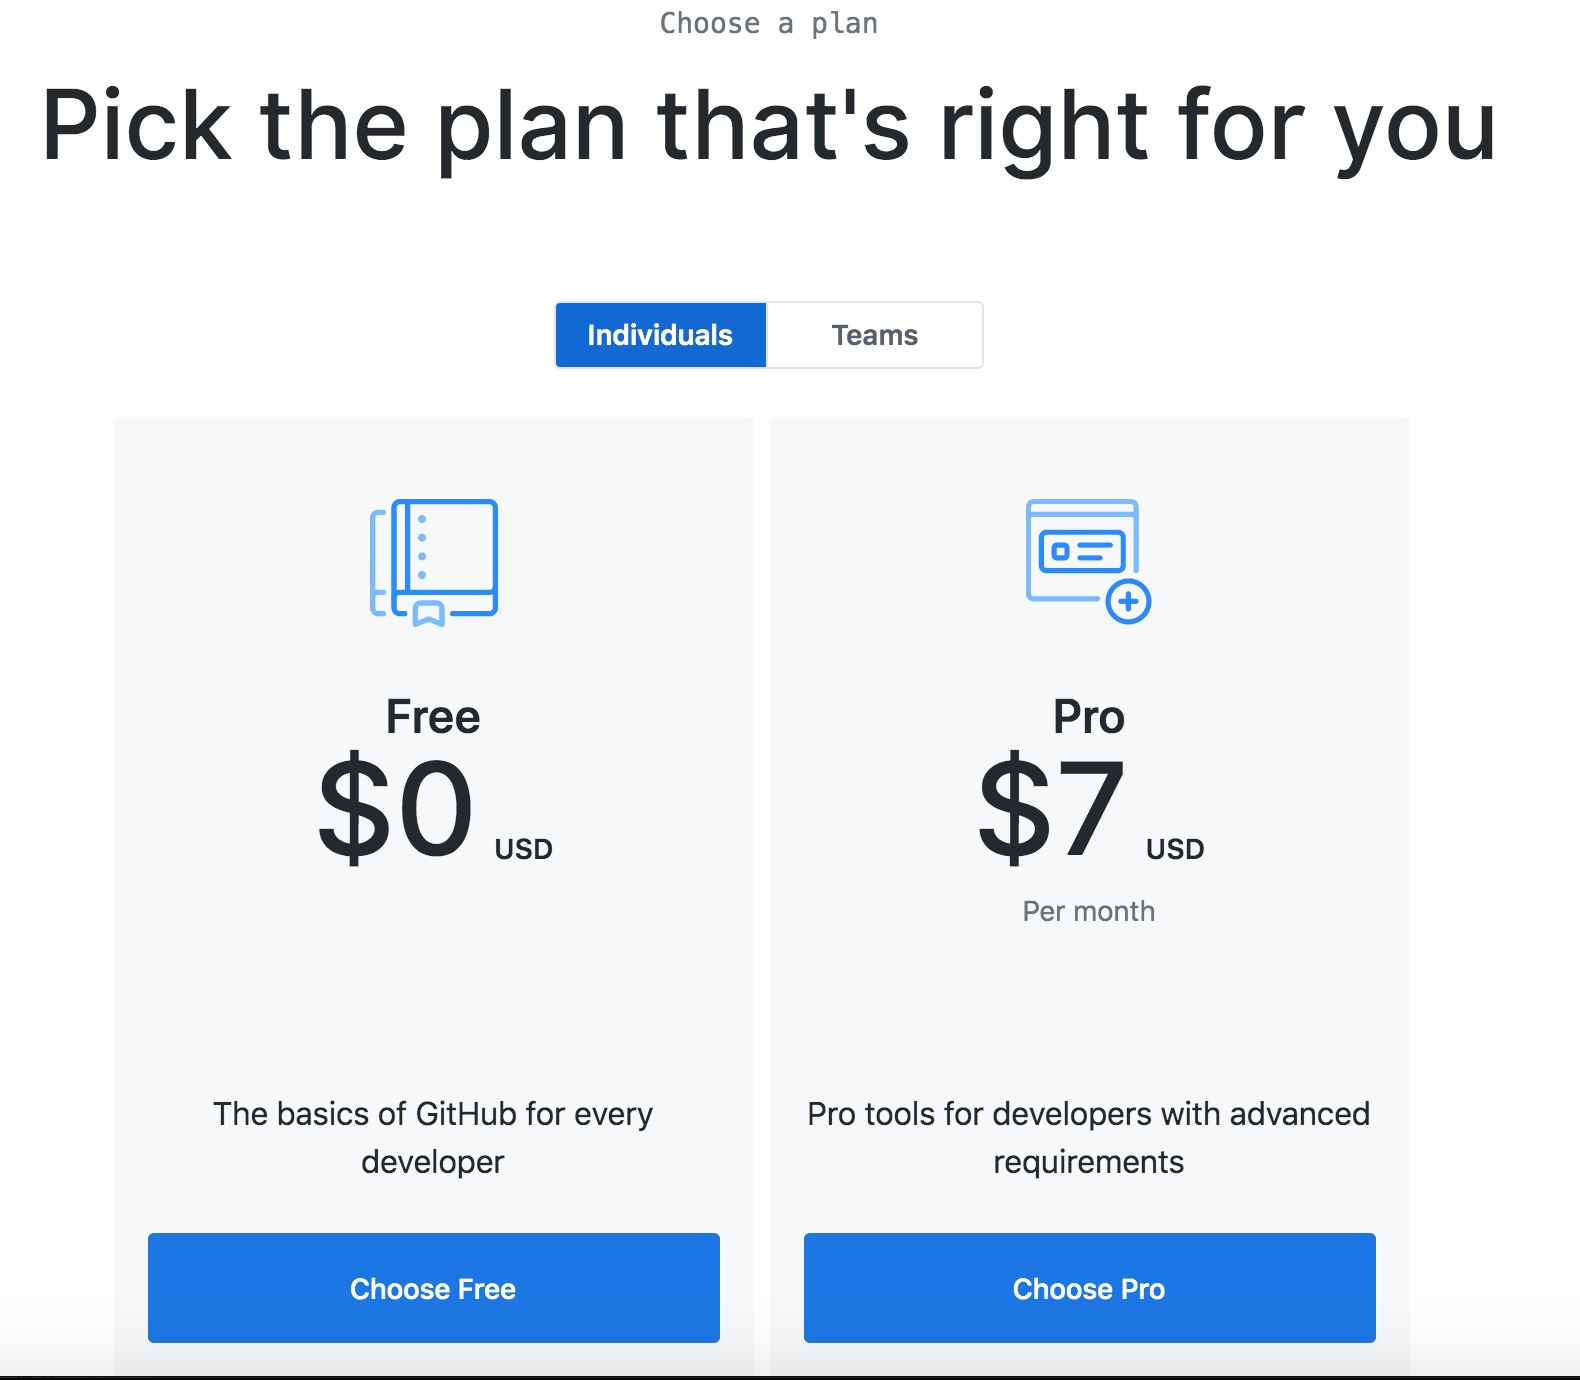 Choose a plan
Pick the plan that's right for you
Individuals
Teams
Free
$0 USD
The basics of GitHub for every
developer
Choose Free
Pro
$7 USD
Per month
Pro tools for developers with advanced
requirements
Choose Pro